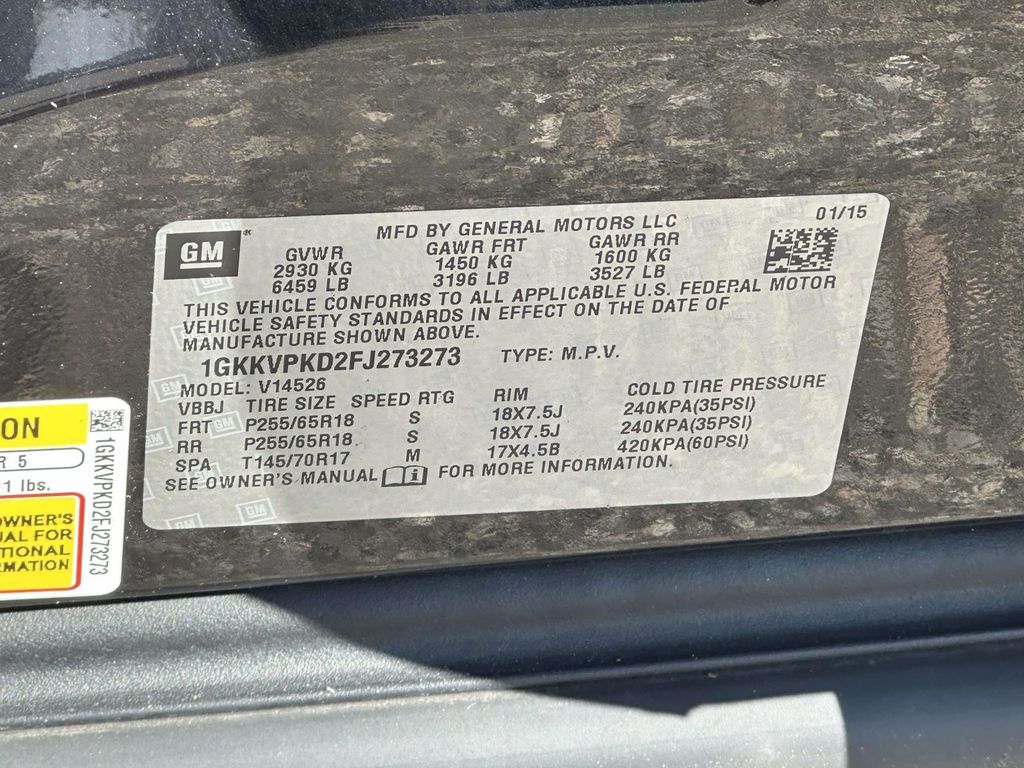 GM
MFD BY GENERAL MOTORS LLC
01/15
GVWR GAWR FRT GAWR RR
2930 KG 1450 KG 1600 KG
6459 LB 3196 LB 3527 LB
THIS VEHICLE CONFORMS TO ALL APPLICABLE U.S. FEDERAL MOTOR
VEHICLE SAFETY STANDARDS IN EFFECT ON THE DATE OF
MANUFACTURE SHOWN ABOVE.
1GKKVPKD2FJ273273 TYPE: M.P.V.
MODEL: V14526
VBBJ TIRE SIZE SPEED RTG RIM COLD TIRE PRESSURE
FRT P255/65R18 S 18X7.5J 240KPA(35PSI)
RR P255/65R18 S 18X7.5J 240KPA(35PSI)
SPA T145/70R17 M 17X4.5B 420KPA(60PSI)
SEE OWNER'S MANUAL FOR MORE INFORMATION.
ON
R 5
1 lbs.
OWNER'S
UAL FOR
TIONAL
RMATION
1GKKVPKD2FJ273273